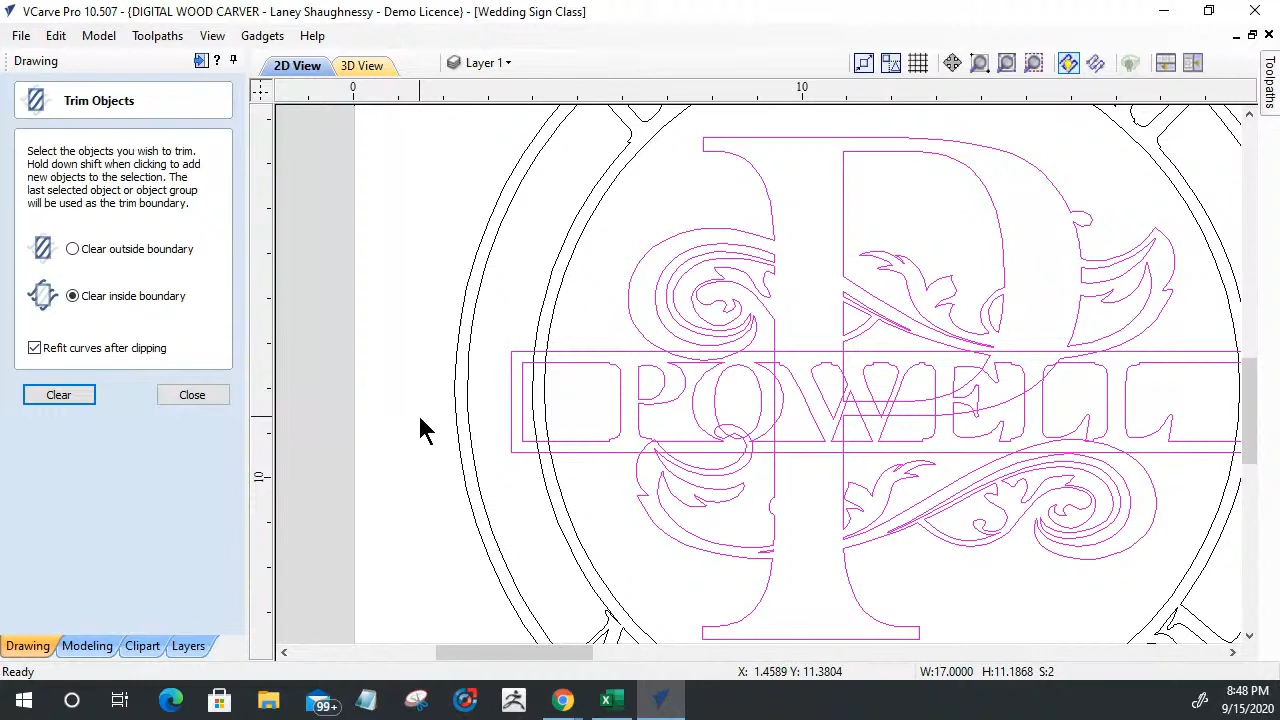 VCarve Pro 10.507 - {DIGITAL WOOD CARVER - Laney Shaughnessy - Demo Licence} - [Wedding Sign Class]
File Edit Model Toolpaths View Gadgets Help
Drawing
2D View 3D View Layer 1
Toolpaths
0 10
Trim Objects
Select the objects you wish to trim.
Hold down shift when clicking to add
new objects to the selection. The
last selected object or object group
will be used as the trim boundary.
Clear outside boundary
Clear inside boundary
Refit curves after clipping
Clear Close
P
POWELL
10
Drawing Modeling Clipart Layers
Ready X: 1.4589 Y: 11.3804 W:17.0000 H:11.1868 S:2
99+
8:48 PM
9/15/2020